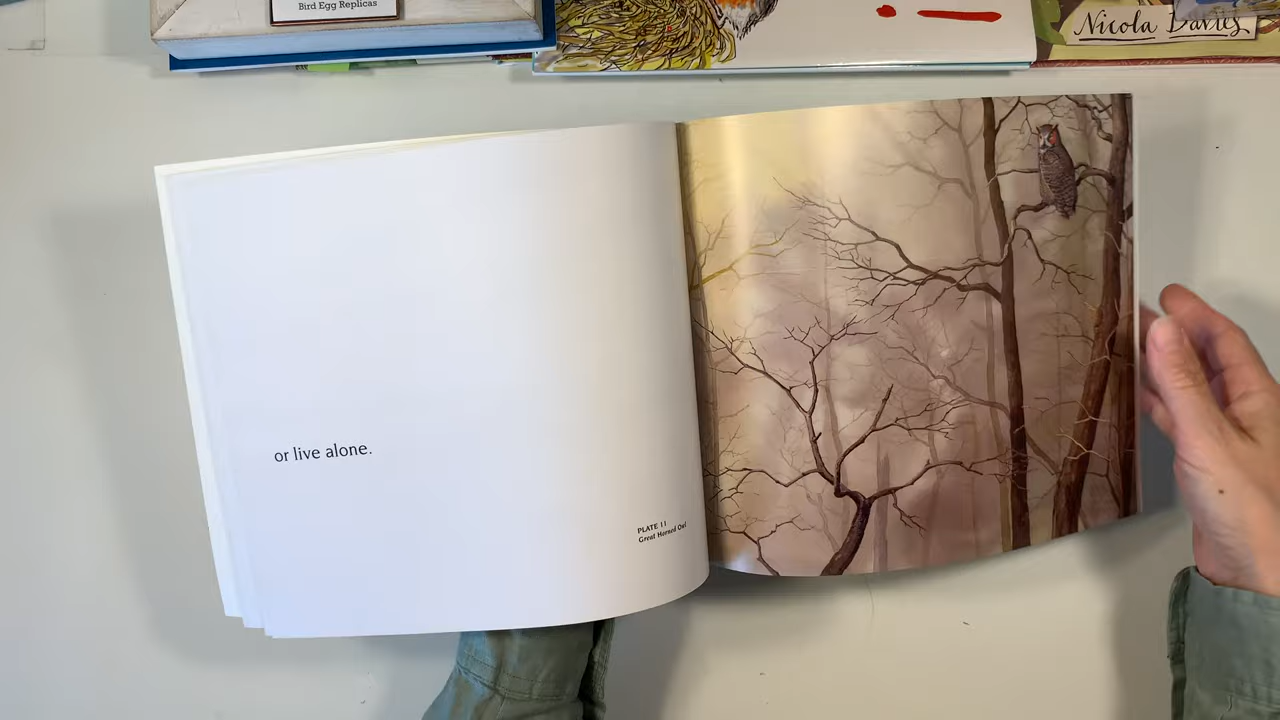 Bird Egg Replicas
Nicola Davies
or live alone.
PLATE 11
Great Horned Owl